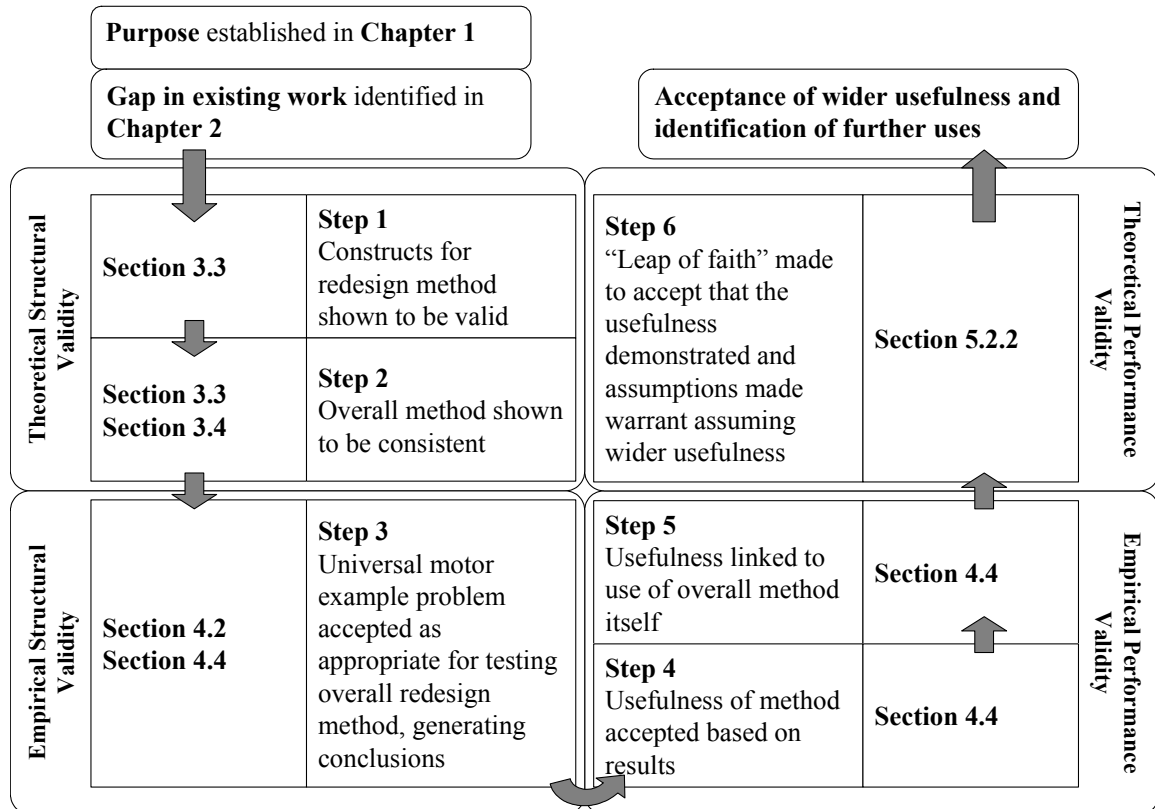 Purpose established in Chapter 1
Gap in existing work identified in
Chapter 2
Theoretical Structural
Validity
Section 3.3
Step 1
Constructs for
redesign method
shown to be valid
Section 3.3
Section 3.4
Step 2
Overall method shown
to be consistent
Empirical Structural
Validity
Section 4.2
Section 4.4
Step 3
Universal motor
example problem
accepted as
appropriate for testing
overall redesign
method, generating
conclusions
Acceptance of wider usefulness and
identification of further uses
Step 6
“Leap of faith” made
to accept that the
usefulness
demonstrated and
assumptions made
warrant assuming
wider usefulness
Section 5.2.2
Theoretical Performance
Validity
Step 5
Usefulness linked to
use of overall method
itself
Section 4.4
Step 4
Usefulness of method
accepted based on
results
Section 4.4
Empirical Performance
Validity